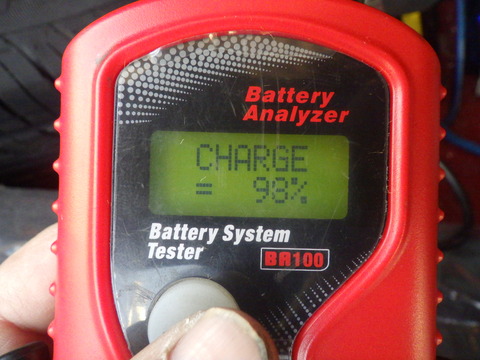 Battery
Analyzer
CHARGE
= 98%
Battery System
Tester
BR100